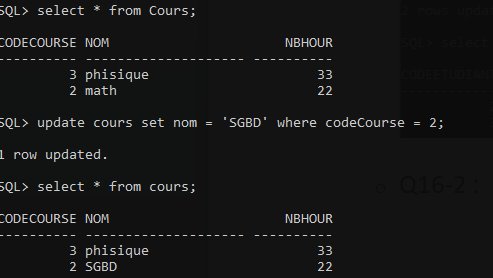 SQL> select * from Cours;
CODECOURSE NOM                      NBHOUR
---------- -------------------- ----------
         3 phisique                     33
         2 math                         22
SQL> update cours set nom = 'SGBD' where codeCourse = 2;
1 row updated.
SQL> select * from cours;
CODECOURSE NOM                      NBHOUR
---------- -------------------- ----------
         3 phisique                     33
         2 SGBD                         22
Q16-2 :